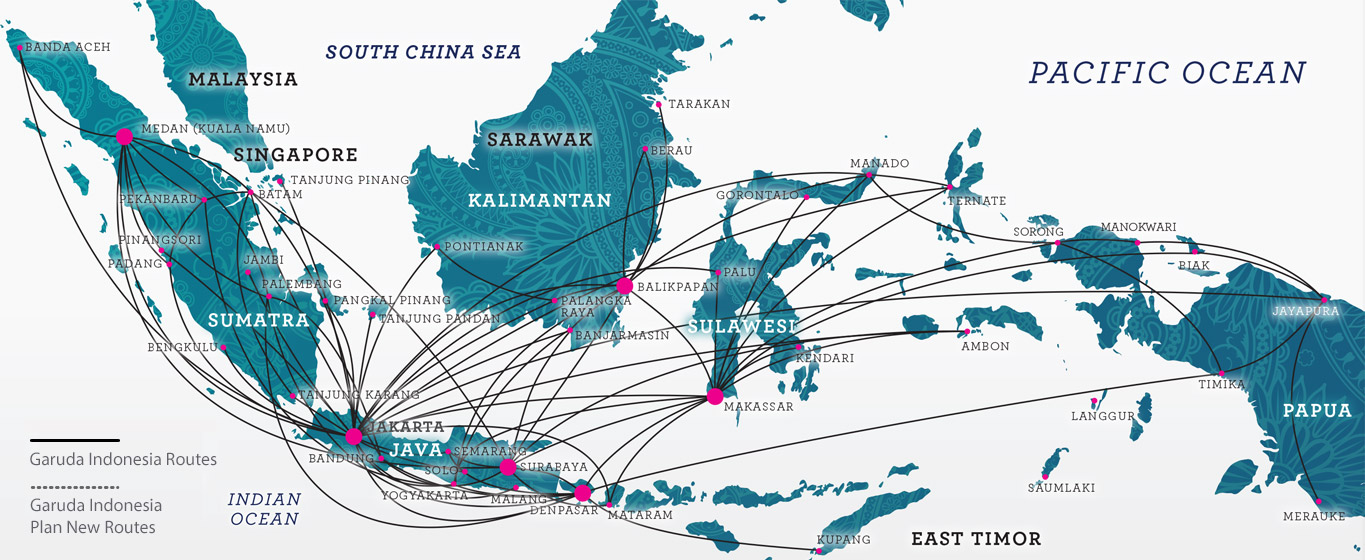 BANDA ACEH
SOUTH CHINA SEA
MALAYSIA
PACIFIC OCEAN
TARAKAN
MEDAN (KUALA NAMU)
SARAWAK
BERAU
SINGAPORE
MANADO
TANJUNG PINANG
BATAM
PEKANBARU
KALIMANTAN
GORONTALO
TERNATE
SORONG
MANOKWARI
PINANGSORI
PONTIANAK
PADANG
JAMBI
BIAK
PALU
PALEMBANG
BALIKPAPAN
PANGKAL PINANG
PALANGKA
RAYA
JAYAPURA
SUMATRA
TANJUNG PANDAN
SULAWESI
BANJARMASIN
BENGKULU
AMBON
KENDARI
TIMIKA
TANJUNG KARANG
MAKASSAR
LANGGUR
PAPUA
JAKARTA
JAVA
SEMARANG
BANDUNG
Garuda Indonesia Routes
SOLO
SURABAYA
YOGYAKARTA
MALANG
SAUMLAKI
INDIAN
OCEAN
DENPASAR
MATARAM
MERAUKE
Garuda Indonesia
Plan New Routes
KUPANG
EAST TIMOR